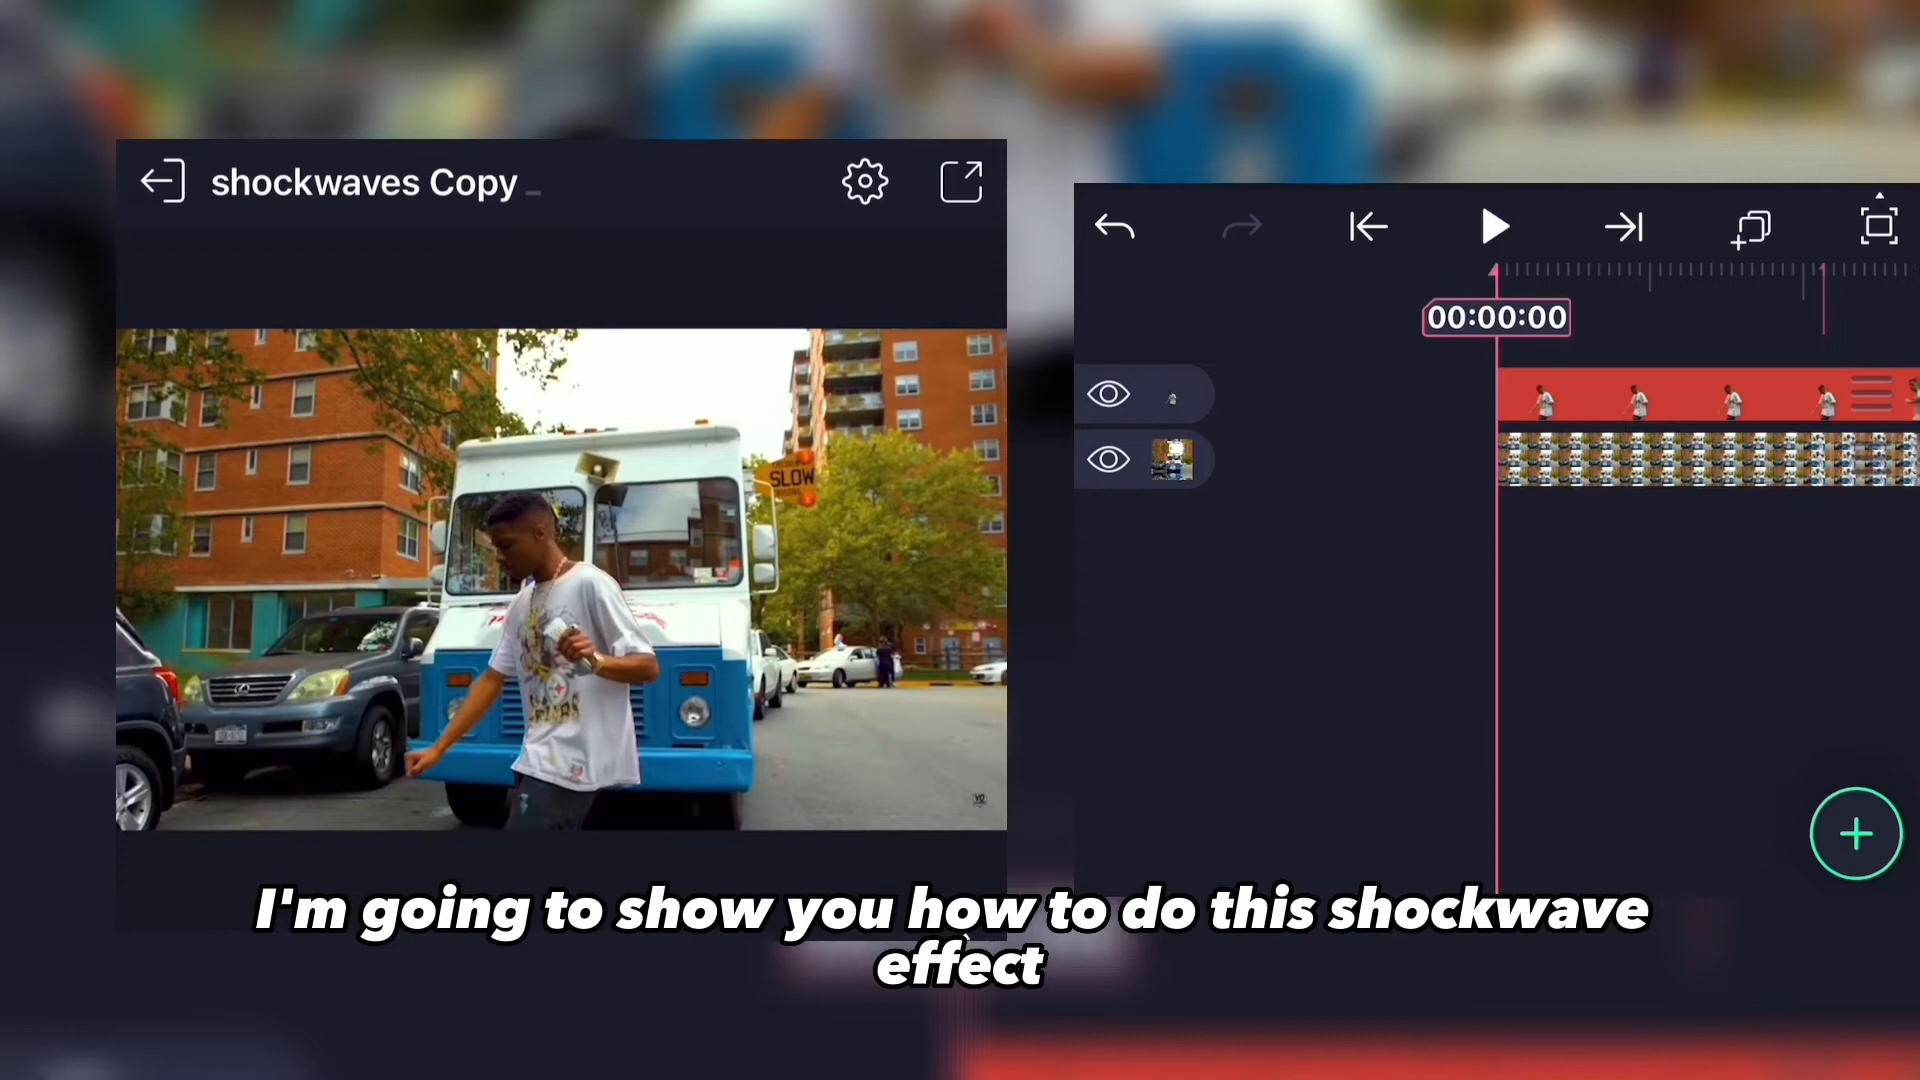 shockwaves Copy
00:00:00
SLOW
I'm going to show you how to do this shockwave
effect